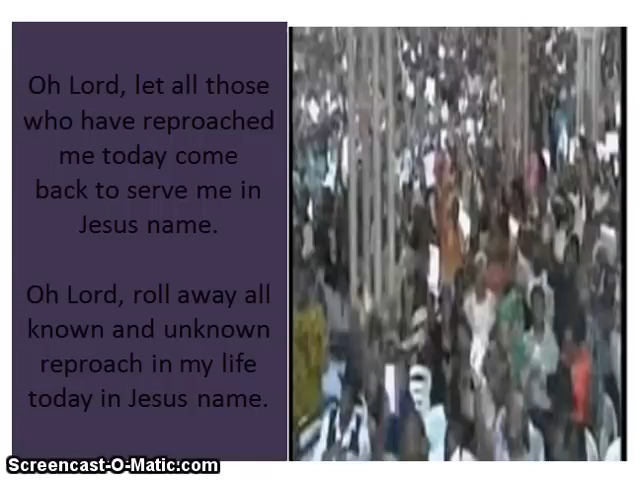 Oh Lord, let all those
who have reproached
me today come
back to serve me in
Jesus name.
Oh Lord, roll away all
known and unknown
reproach in my life
today in Jesus name.
Screencast-O-Matic.com